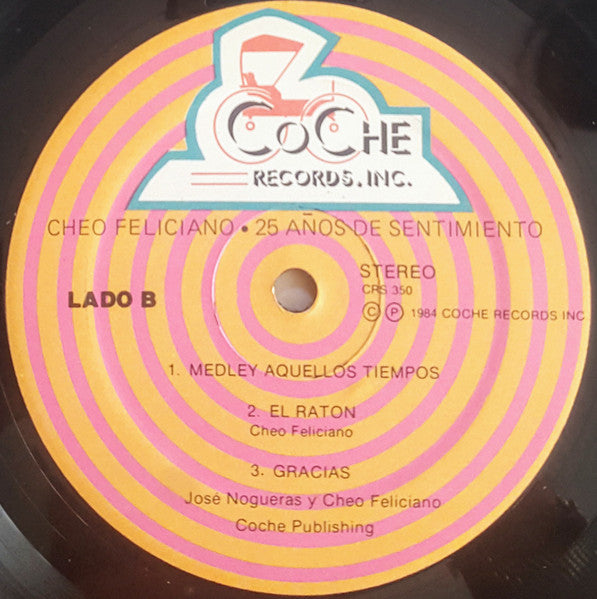 COCHE
RECORDS, INC.
CHEO FELICIANO • 25 AÑOS DE SENTIMIENTO
STEREO
CRS 350
LADO B
© ℗ 1984 COCHE RECORDS INC
1. MEDLEY AQUELLOS TIEMPOS
2. EL RATON
Cheo Feliciano
3. GRACIAS
José Nogueras y Cheo Feliciano
Coche Publishing